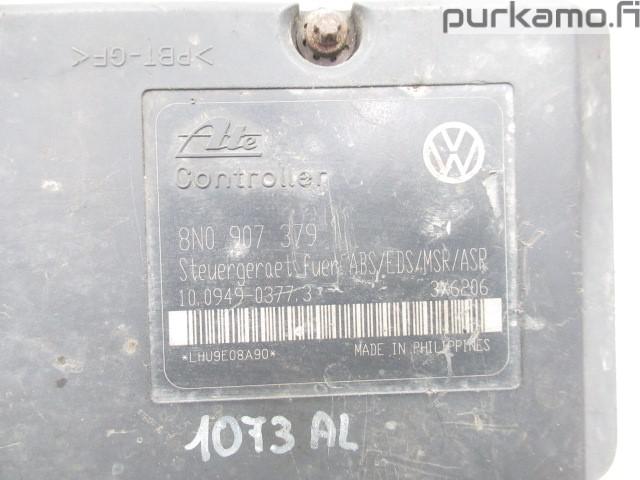 purkamo.fi
>PBT-GF<
Ate
Controller
8N0 907 379
Steuergeraet fuer ABS/EDS/MSR/ASR
10.0949-0377.3 3X6206
*LHU9E08A90* MADE IN PHILIPPINES
1073 AL